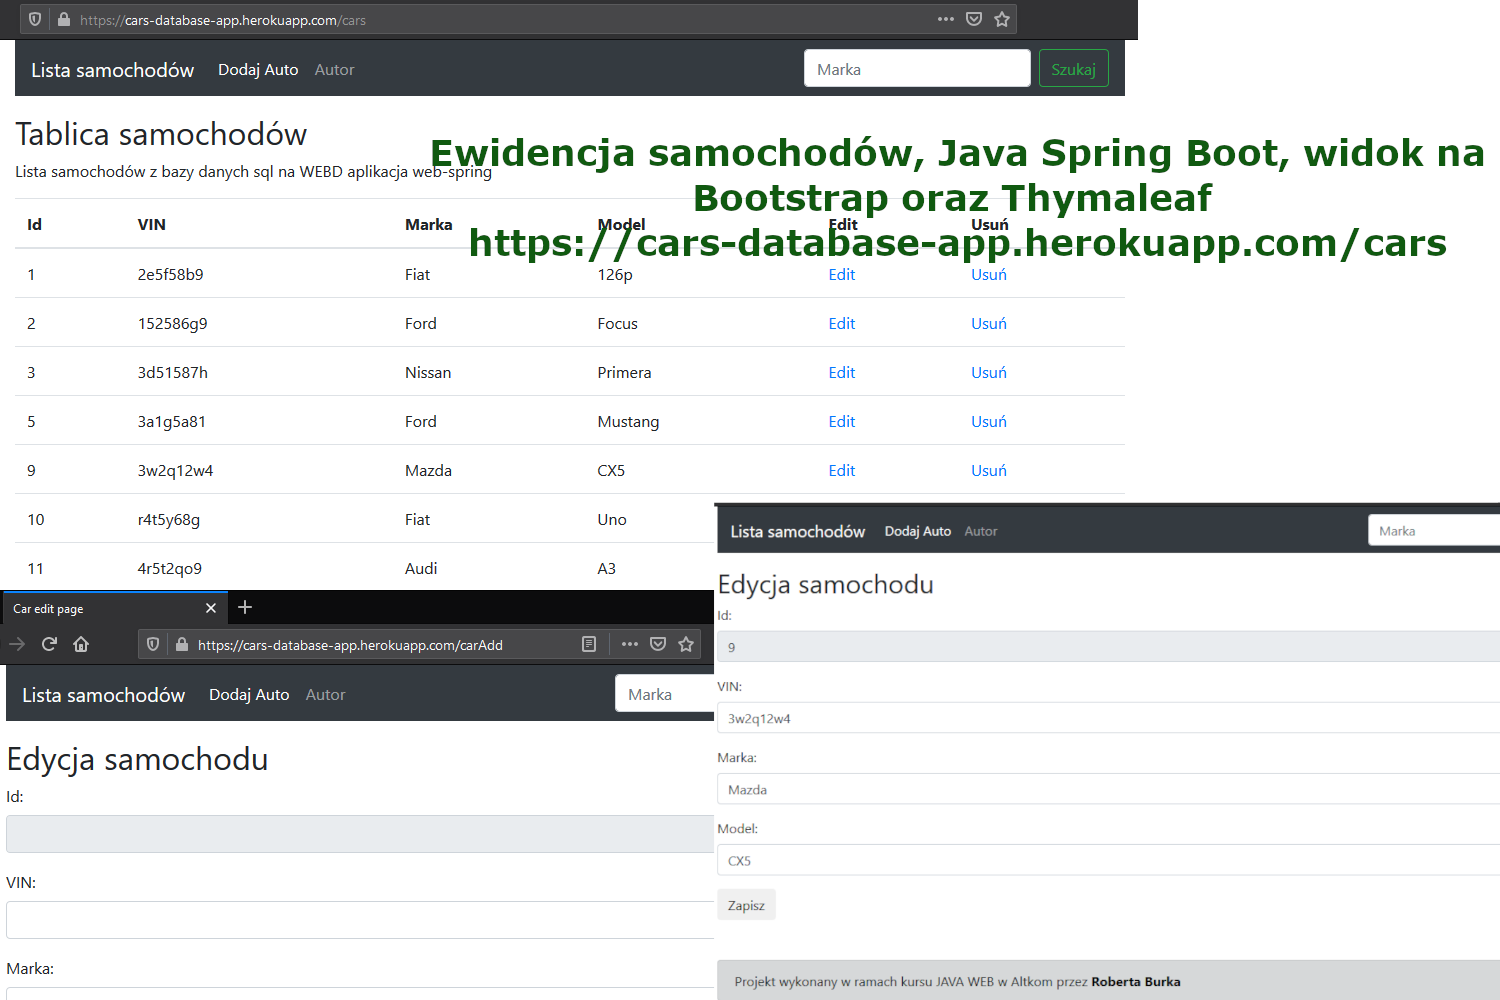 https://cars-database-app.herokuapp.com/cars
Lista samochodów Dodaj Auto Autor Marka Szukaj
Tablica samochodów
Lista samochodów z bazy danych sql na WEBD aplikacja web-spring
Ewidencja samochodów, Java Spring Boot, widok na
Bootstrap oraz Thymaleaf
https://cars-database-app.herokuapp.com/cars
Id VIN Marka Model Edit Usuń
1 2e5f58b9 Fiat 126p Edit Usuń
2 152586g9 Ford Focus Edit Usuń
3 3d51587h Nissan Primera Edit Usuń
5 3a1g5a81 Ford Mustang Edit Usuń
9 3w2q12w4 Mazda CX5 Edit Usuń
10 r4t5y68g Fiat Uno
11 4r5t2qo9 Audi A3
Car edit page
https://cars-database-app.herokuapp.com/carAdd
Lista samochodów Dodaj Auto Autor Marka
Edycja samochodu
Id:
VIN:
Marka:
Lista samochodów Dodaj Auto Autor Marka
Edycja samochodu
Id:
9
VIN:
3w2q12w4
Marka:
Mazda
Model:
CX5
Zapisz
Projekt wykonany w ramach kursu JAVA WEB w Altkom przez Roberta Burka